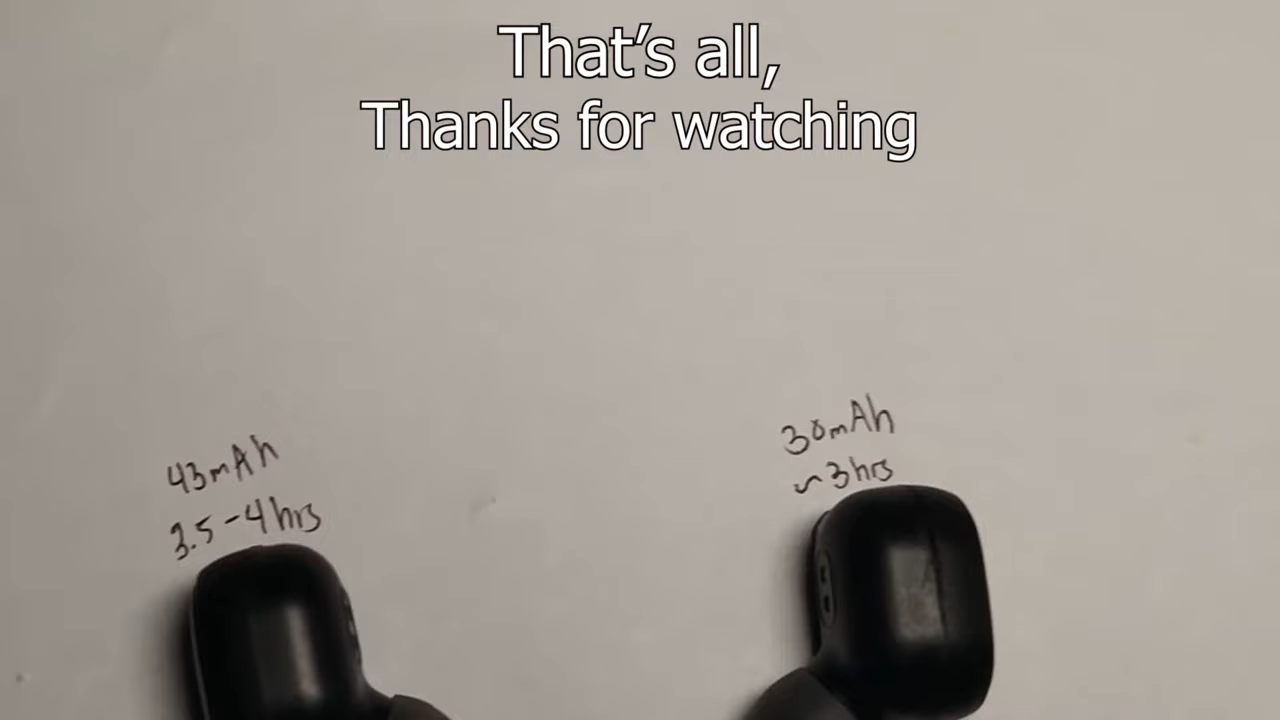 That's all,
Thanks for watching
43mAh
3.5-4hrs
30mAh
~3hrs